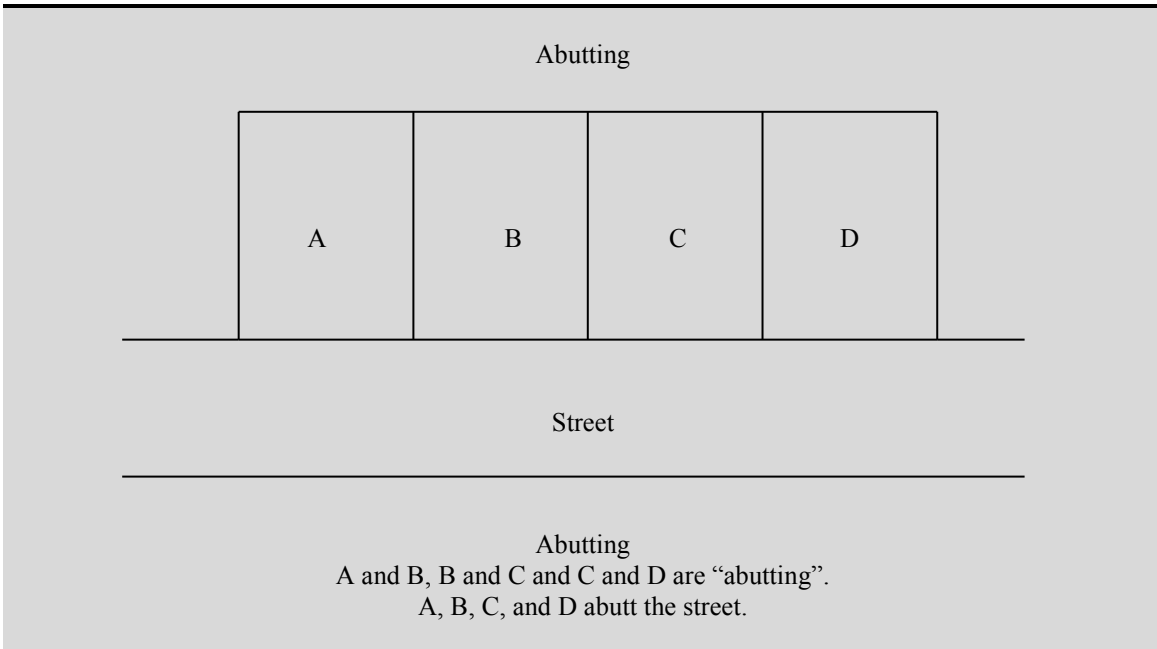 Abutting
A B C D
Street
Abutting
A and B, B and C and C and D are “abutting”.
A, B, C, and D abutt the street.